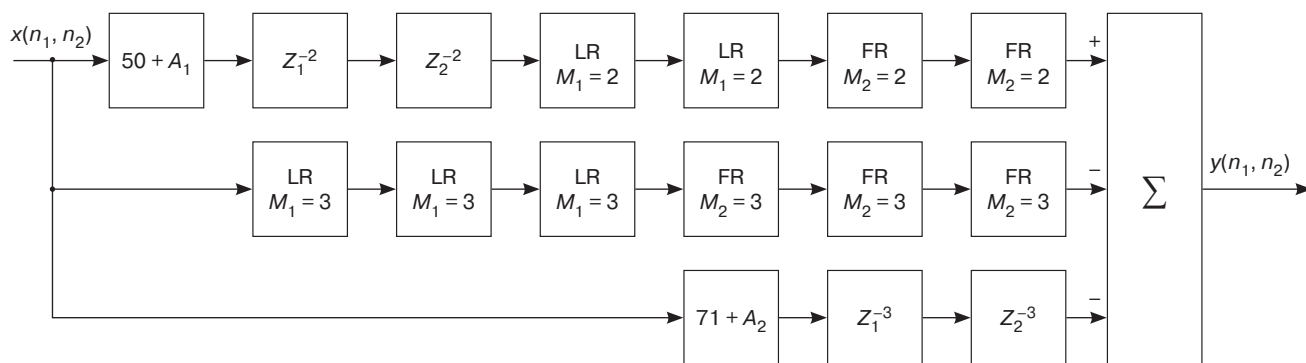 x(n₁, n₂)
50 + A₁
Z₁⁻²
Z₂⁻²
LR
M₁ = 2
LR
M₁ = 2
FR
M₂ = 2
FR
M₂ = 2
+
LR
M₁ = 3
LR
M₁ = 3
LR
M₁ = 3
FR
M₂ = 3
FR
M₂ = 3
FR
M₂ = 3
−
Σ
y(n₁, n₂)
71 + A₂
Z₁⁻³
Z₂⁻³
−